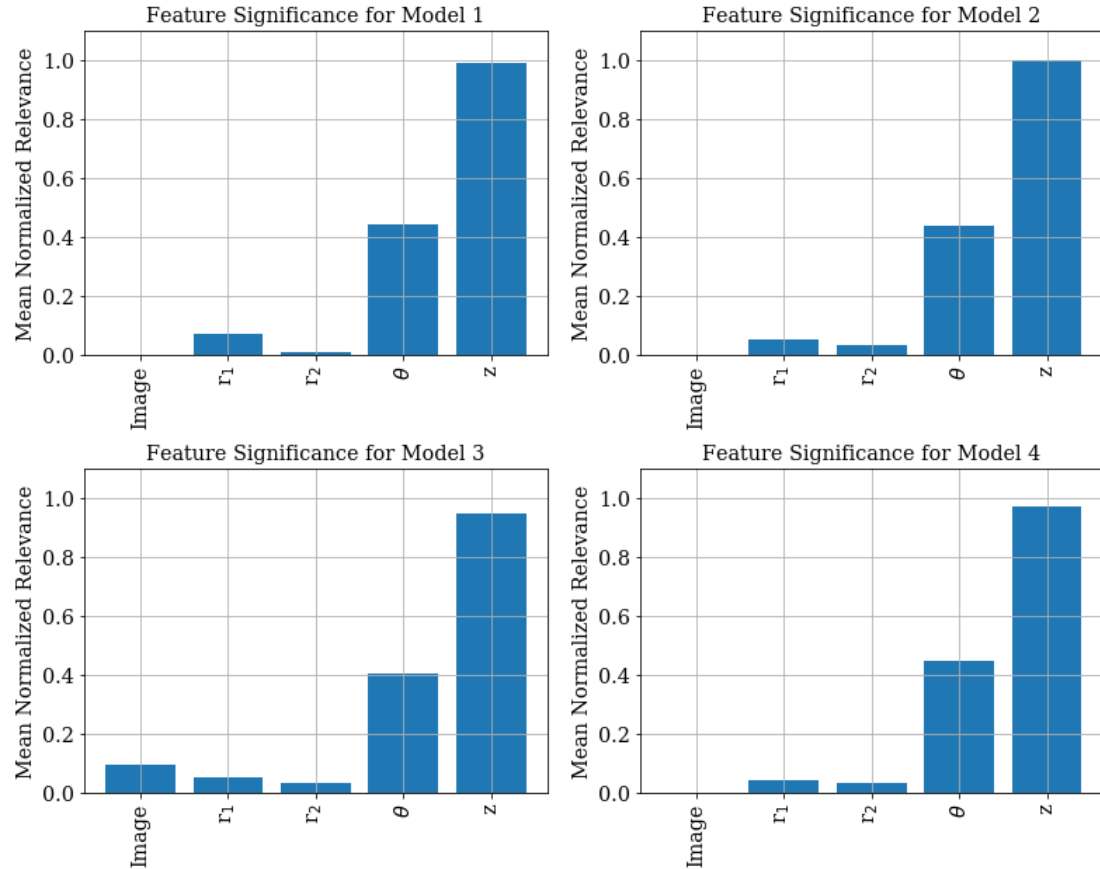 Feature Significance for Model 1
Mean Normalized Relevance
1.0
0.8
0.6
0.4
0.2
0.0
Image
r₁
r₂
θ
z
Feature Significance for Model 2
Mean Normalized Relevance
1.0
0.8
0.6
0.4
0.2
0.0
Image
r₁
r₂
θ
z
Feature Significance for Model 3
Mean Normalized Relevance
1.0
0.8
0.6
0.4
0.2
0.0
Image
r₁
r₂
θ
z
Feature Significance for Model 4
Mean Normalized Relevance
1.0
0.8
0.6
0.4
0.2
0.0
Image
r₁
r₂
θ
z